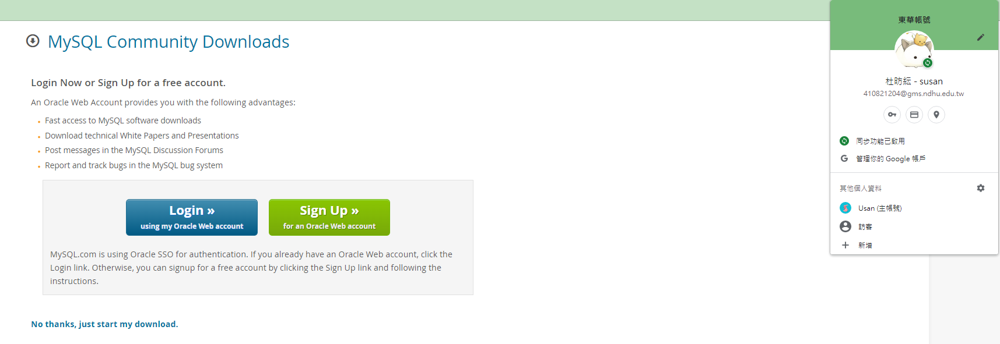 MySQL Community Downloads
Login Now or Sign Up for a free account.
An Oracle Web Account provides you with the following advantages:
Fast access to MySQL software downloads
Download technical White Papers and Presentations
Post messages in the MySQL Discussion Forums
Report and track bugs in the MySQL bug system
Login »
using my Oracle Web account
Sign Up »
for an Oracle Web account
MySQL.com is using Oracle SSO for authentication. If you already have an Oracle Web account, click the
Login link. Otherwise, you can signup for a free account by clicking the Sign Up link and following the
instructions.
No thanks, just start my download.
東華帳號
杜昉紜 - susan
410821204@gms.ndhu.edu.tw
同步功能已啟用
管理你的 Google 帳戶
其他個人資料
Usan (主帳號)
訪客
新增